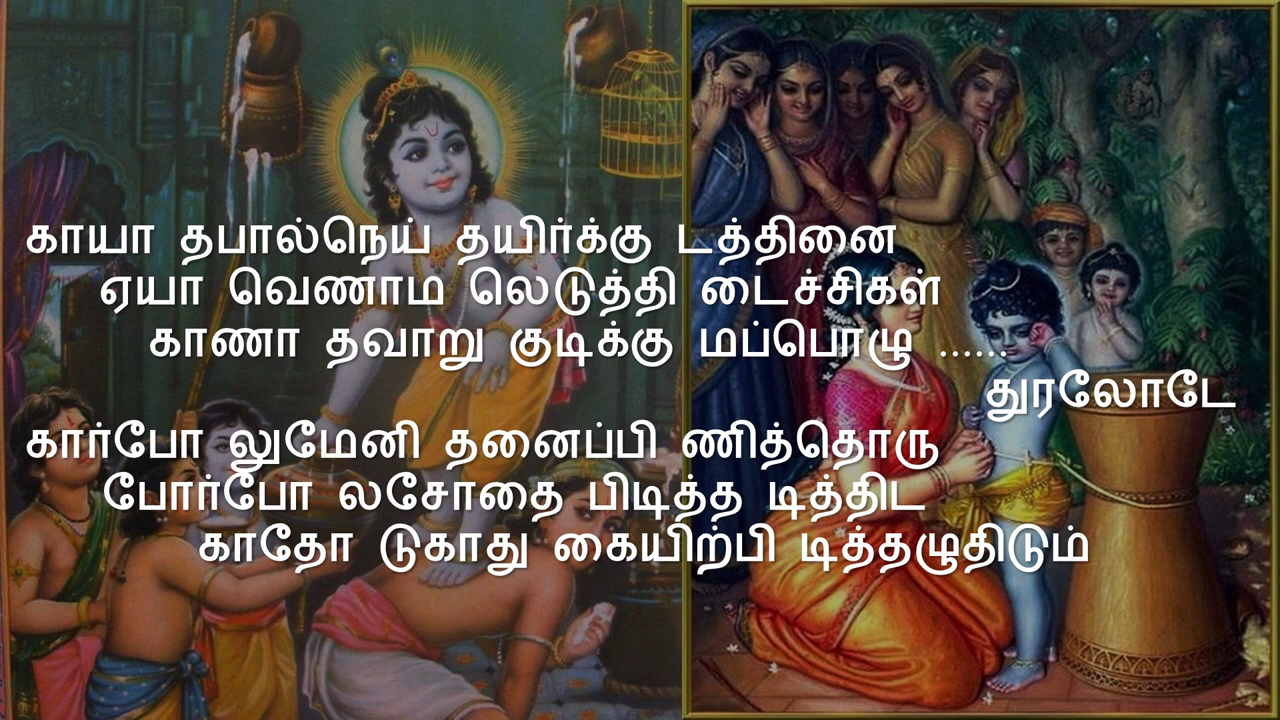 காயா தபால்நெய் தயிர்க்கு டத்தினை
ஏயா வெணாம லெடுத்தி டைச்சிகள்
காணா தவாறு குடிக்கு மப்பொழு ......
துரலோடே
கார்போ லுமேனி தனைப்பி ணித்தொரு
போர்போ லசோதை பிடித்த டித்திட
காதோ டுகாது கையிற்பி டித்தழுதிடும்